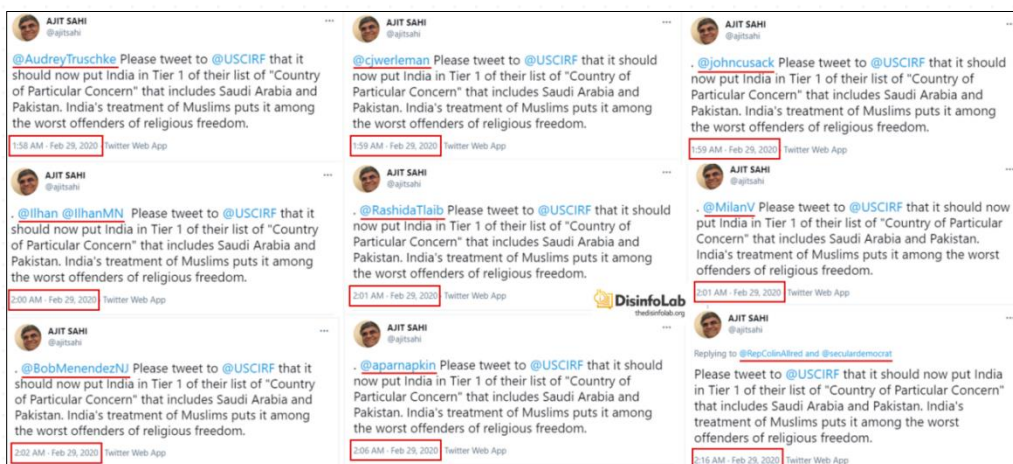 AJIT SAHI
@ajitsahi
@AudreyTruschke Please tweet to @USCIRF that it
should now put India in Tier 1 of their list of "Country
of Particular Concern" that includes Saudi Arabia and
Pakistan. India's treatment of Muslims puts it among
the worst offenders of religious freedom.
1:58 AM · Feb 29, 2020 Twitter Web App
AJIT SAHI
@ajitsahi
@cjwerleman Please tweet to @USCIRF that it should
now put India in Tier 1 of their list of "Country of
Particular Concern" that includes Saudi Arabia and
Pakistan. India's treatment of Muslims puts it among
the worst offenders of religious freedom.
1:59 AM · Feb 29, 2020 Twitter Web App
AJIT SAHI
@ajitsahi
. @johncusack Please tweet to @USCIRF that it should
now put India in Tier 1 of their list of "Country of
Particular Concern" that includes Saudi Arabia and
Pakistan. India's treatment of Muslims puts it among
the worst offenders of religious freedom.
1:59 AM · Feb 29, 2020 Twitter Web App
AJIT SAHI
@ajitsahi
. @Ilhan @IlhanMN Please tweet to @USCIRF that it
should now put India in Tier 1 of their list of "Country
of Particular Concern" that includes Saudi Arabia and
Pakistan. India's treatment of Muslims puts it among
the worst offenders of religious freedom.
2:00 AM · Feb 29, 2020 Twitter Web App
AJIT SAHI
@ajitsahi
. @RashidaTlaib Please tweet to @USCIRF that it should
now put India in Tier 1 of their list of "Country of
Particular Concern" that includes Saudi Arabia and
Pakistan. India's treatment of Muslims puts it among
the worst offenders of religious freedom.
2:01 AM · Feb 29, 2020 Twitter Web App
DisinfoLab
thedisinfolab.org
AJIT SAHI
@ajitsahi
. @MilanV Please tweet to @USCIRF that it should now
put India in Tier 1 of their list of "Country of Particular
Concern" that includes Saudi Arabia and Pakistan.
India's treatment of Muslims puts it among the worst
offenders of religious freedom.
2:01 AM · Feb 29, 2020 Twitter Web App
AJIT SAHI
@ajitsahi
. @BobMenendezNJ Please tweet to @USCIRF that it
should now put India in Tier 1 of their list of "Country
of Particular Concern" that includes Saudi Arabia and
Pakistan. India's treatment of Muslims puts it among
the worst offenders of religious freedom.
2:02 AM · Feb 29, 2020 Twitter Web App
AJIT SAHI
@ajitsahi
. @aparnapkin Please tweet to @USCIRF that it should
now put India in Tier 1 of their list of "Country of
Particular Concern" that includes Saudi Arabia and
Pakistan. India's treatment of Muslims puts it among
the worst offenders of religious freedom.
2:06 AM · Feb 29, 2020 Twitter Web App
AJIT SAHI
@ajitsahi
Replying to @RepColinAllred and @seculardemocrat
Please tweet to @USCIRF that it should now put India
in Tier 1 of their list of "Country of Particular Concern"
that includes Saudi Arabia and Pakistan. India's
treatment of Muslims puts it among the worst
offenders of religious freedom.
2:16 AM · Feb 29, 2020 Twitter Web App